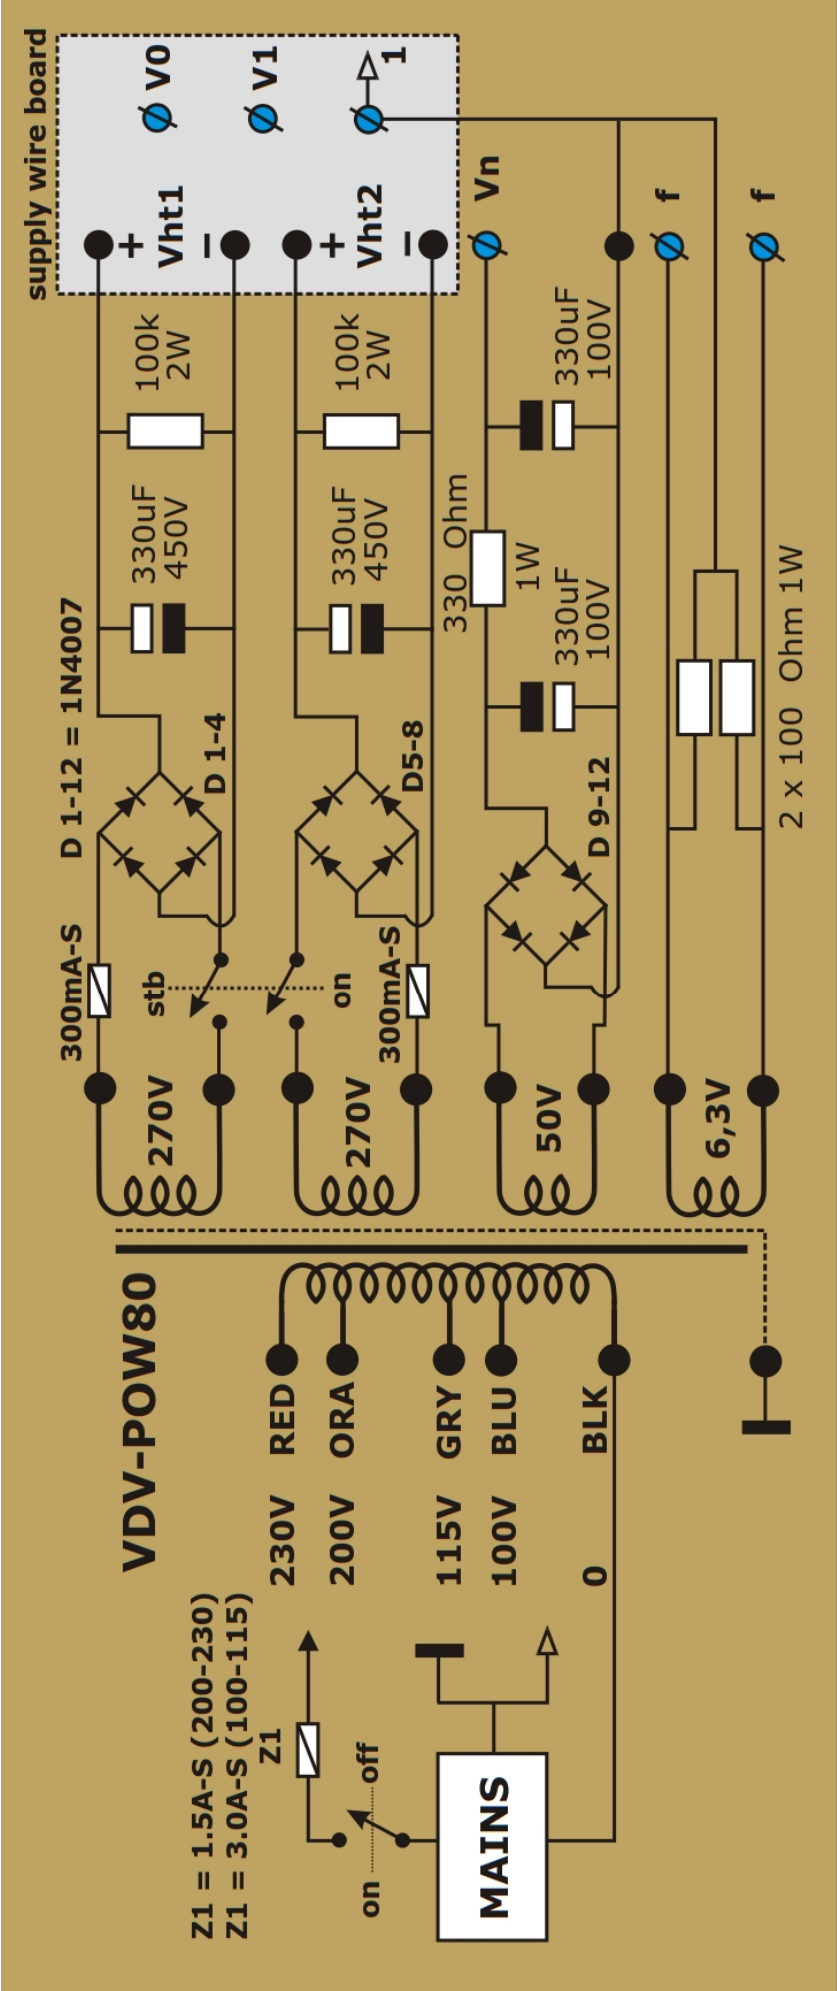 Z1 = 1.5A-S (200-230)
Z1 = 3.0A-S (100-115)
Z1
on
off
MAINS
VDV-POW80
230V RED
200V ORA
115V GRY
100V BLU
0 BLK
270V
270V
50V
6,3V
300mA-S
stb
on
300mA-S
D 1-12 = 1N4007
D 1-4
D5-8
D 9-12
330uF
450V
100k
2W
330uF
450V
100k
2W
330 Ohm
1W
330uF
100V
330uF
100V
2 x 100 Ohm 1W
supply wire board
+
Vht1
–
+
Vht2
–
V0
V1
1
Vn
f
f